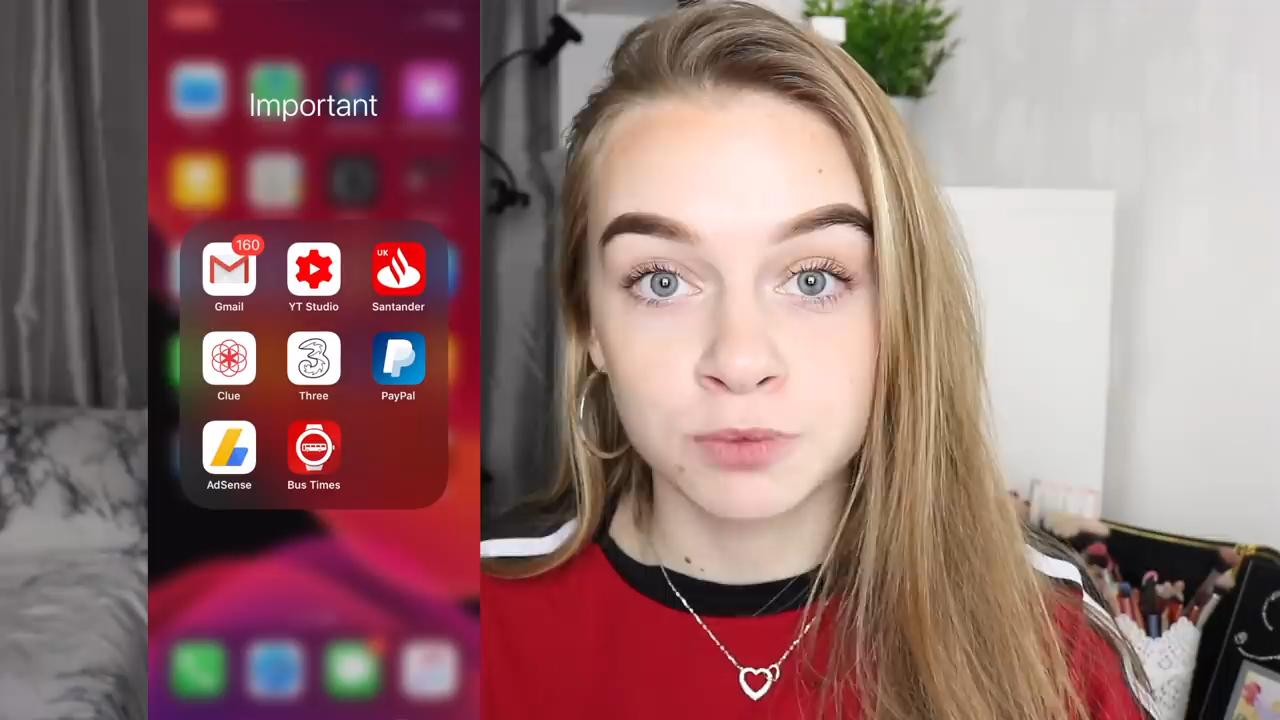 Important
160
UK
Gmail
YT Studio
Santander
Clue
Three
PayPal
AdSense
Bus Times